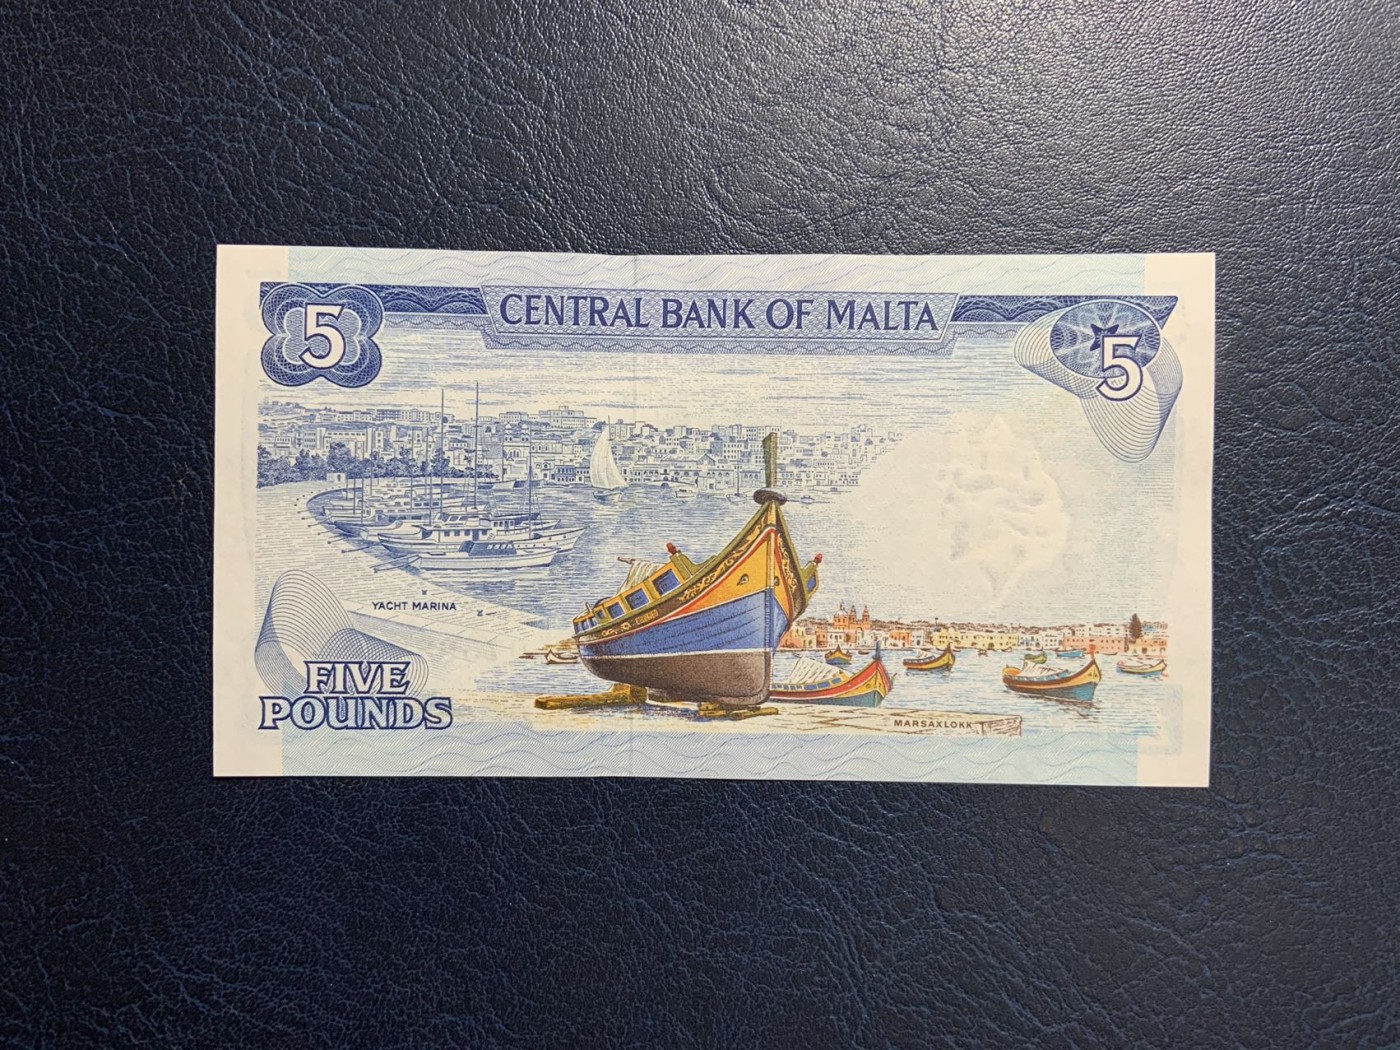 5
CENTRAL BANK OF MALTA
5
YACHT MARINA
FIVE
POUNDS
MARSAXLOKK